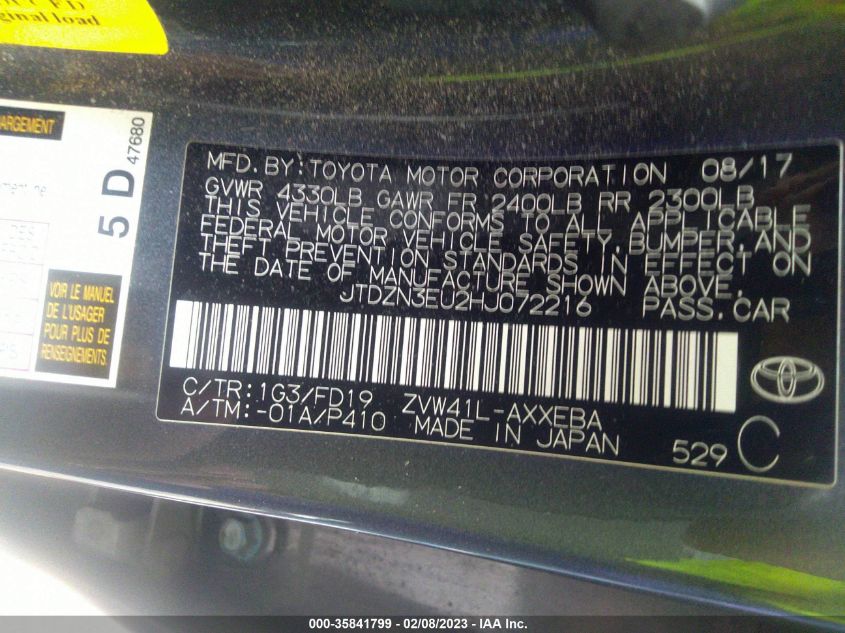 ginal load
ARGEMENT
5 D 47680
VOIR LE MANUEL
DE L'USAGER
POUR PLUS DE
RENSEIGNEMENTS
MFD.BY:TOYOTA MOTOR CORPORATION 08/17
GVWR 4330LB GAWR FR 2400LB RR 2300LB
THIS VEHICLE CONFORMS TO ALL APPLICABLE
FEDERAL MOTOR VEHICLE SAFETY, BUMPER, AND
THEFT PREVENTION STANDARDS IN EFFECT ON
THE DATE OF MANUFACTURE SHOWN ABOVE.
JTDZN3EU2HJ072216 PASS.CAR
C/TR:1G3/FD19 ZVW41L-AXXEBA
A/TM:-01A/P410 MADE IN JAPAN
529 C
000-35841799 - 02/08/2023 - IAA Inc.